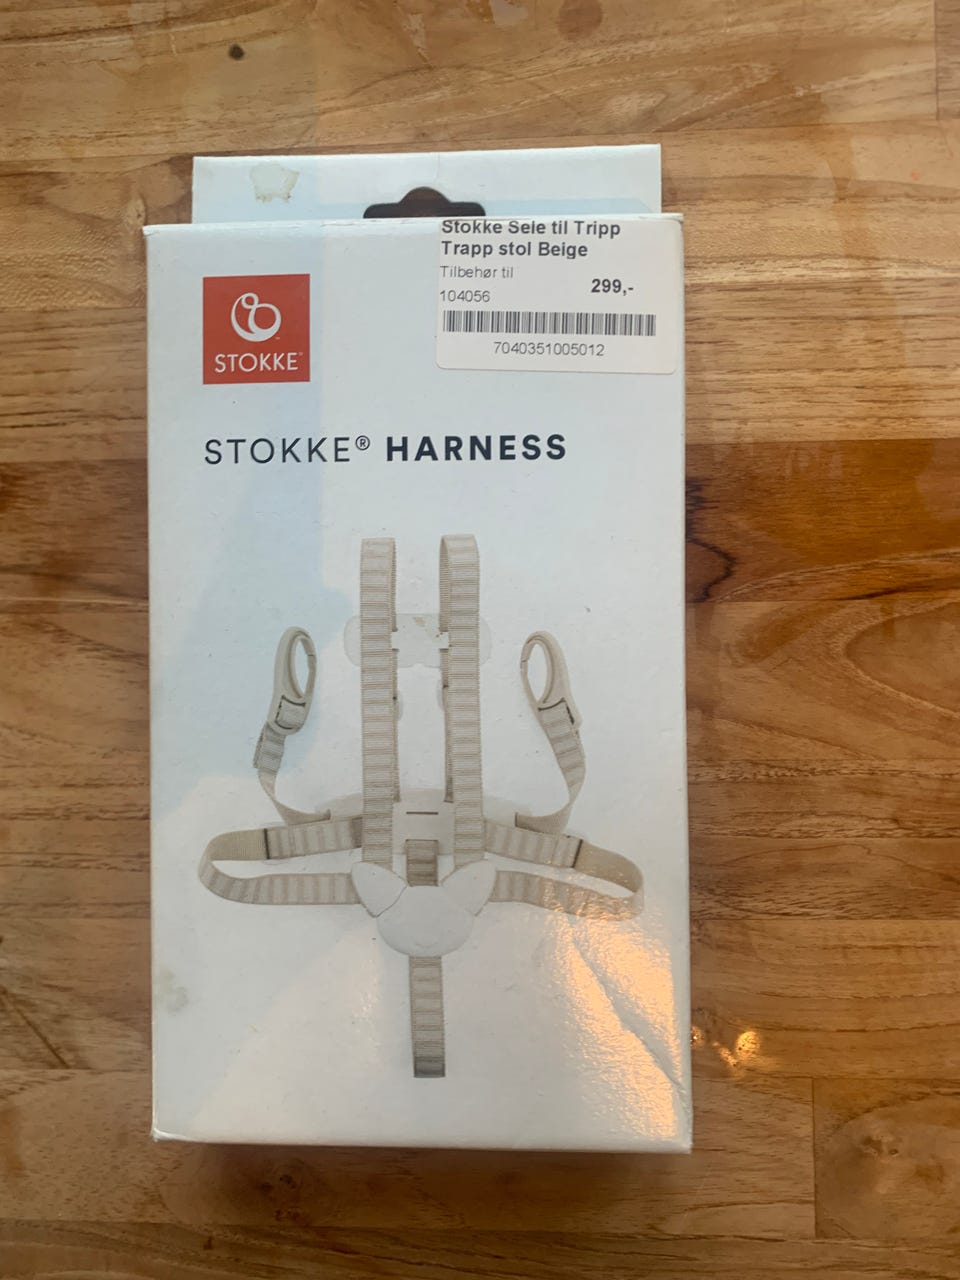 Stokke Sele til Tripp
Trapp stol Beige
Tilbehør til
299,-
104056
7040351005012
STOKKE
STOKKE® HARNESS